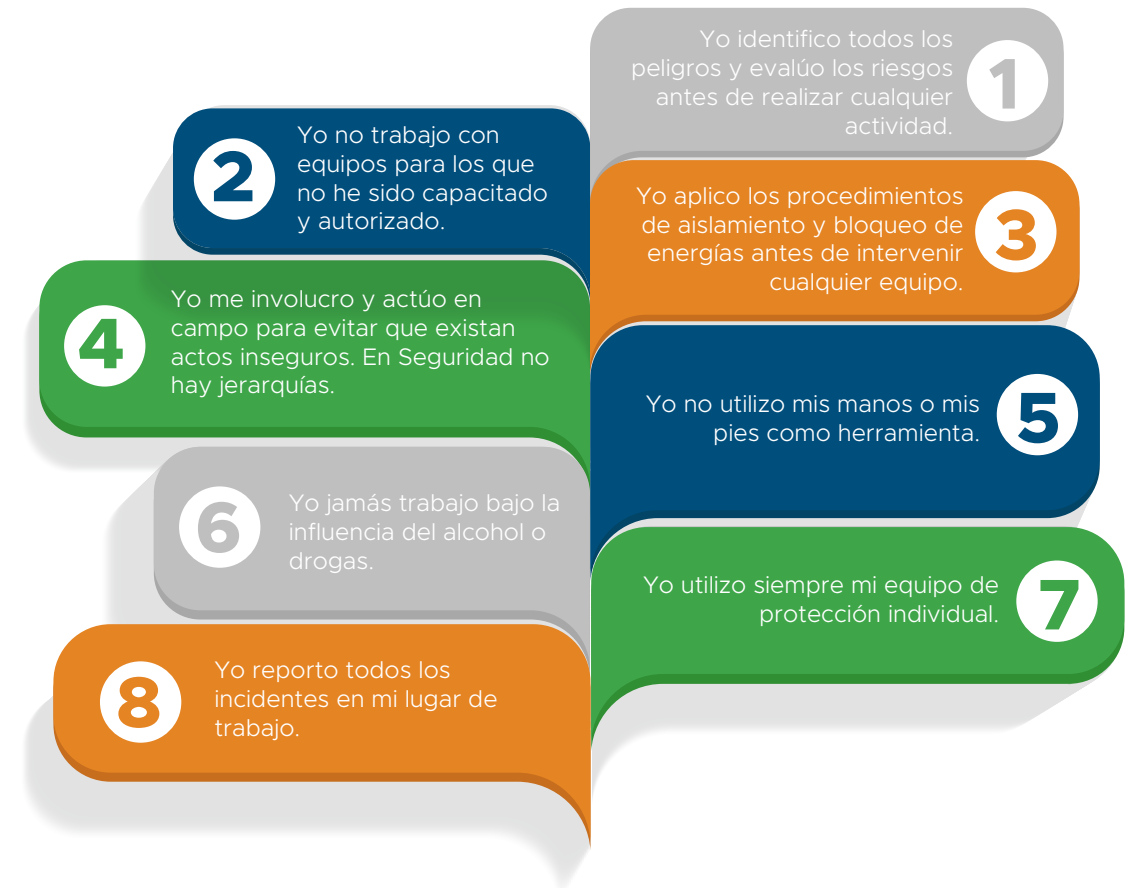 1
Yo identifico todos los
peligros y evalúo los riesgos
antes de realizar cualquier
actividad.
2
Yo no trabajo con
equipos para los que
no he sido capacitado
y autorizado.
3
Yo aplico los procedimientos
de aislamiento y bloqueo de
energías antes de intervenir
cualquier equipo.
4
Yo me involucro y actúo en
campo para evitar que existan
actos inseguros. En Seguridad no
hay jerarquías.
5
Yo no utilizo mis manos o mis
pies como herramienta.
6
Yo jamás trabajo bajo la
influencia del alcohol o
drogas.
7
Yo utilizo siempre mi equipo de
protección individual.
8
Yo reporto todos los
incidentes en mi lugar de
trabajo.